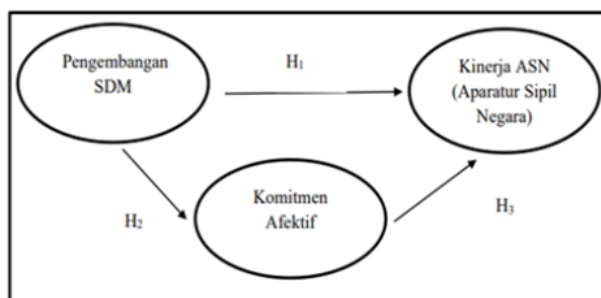 Pengembangan
SDM
H₁
Kinerja ASN
(Aparatur Sipil
Negara)
H₂
Komitmen
Afektif
H₃